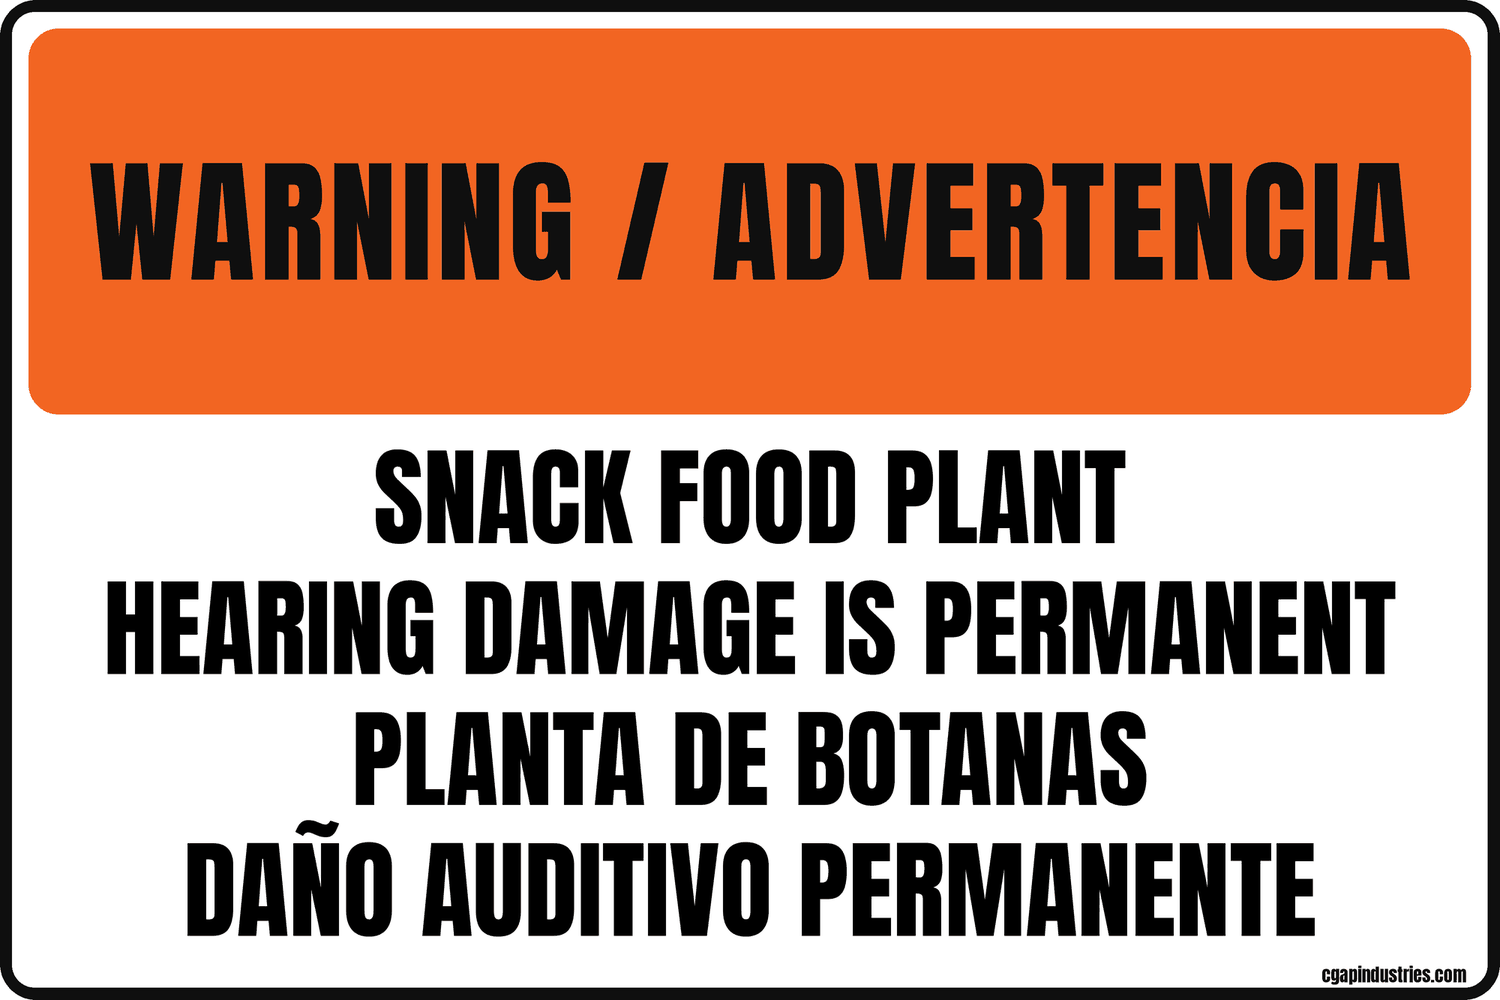 WARNING / ADVERTENCIA
SNACK FOOD PLANT
HEARING DAMAGE IS PERMANENT
PLANTA DE BOTANAS
DAÑO AUDITIVO PERMANENTE
cgapindustries.com